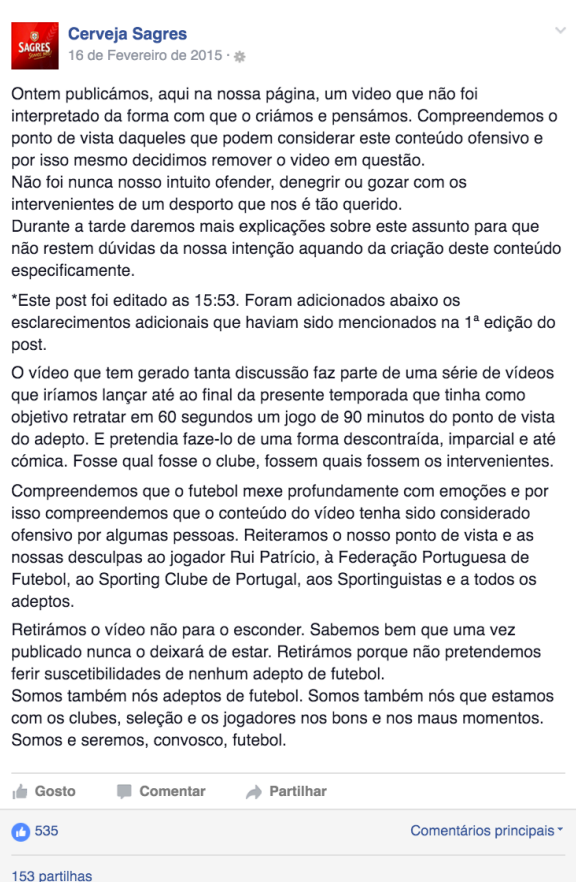 SAGRES
Cerveja Sagres
16 de Fevereiro de 2015 ·
Ontem publicámos, aqui na nossa página, um video que não foi
interpretado da forma com que o criámos e pensámos. Compreendemos o
ponto de vista daqueles que podem considerar este conteúdo ofensivo e
por isso mesmo decidimos remover o video em questão.
Não foi nunca nosso intuito ofender, denegrir ou gozar com os
intervenientes de um desporto que nos é tão querido.
Durante a tarde daremos mais explicações sobre este assunto para que
não restem dúvidas da nossa intenção aquando da criação deste conteúdo
especificamente.
*Este post foi editado as 15:53. Foram adicionados abaixo os
esclarecimentos adicionais que haviam sido mencionados na 1ª edição do
post.
O vídeo que tem gerado tanta discussão faz parte de uma série de vídeos
que iríamos lançar até ao final da presente temporada que tinha como
objetivo retratar em 60 segundos um jogo de 90 minutos do ponto de vista
do adepto. E pretendia faze-lo de uma forma descontraída, imparcial e até
cómica. Fosse qual fosse o clube, fossem quais fossem os intervenientes.
Compreendemos que o futebol mexe profundamente com emoções e por
isso compreendemos que o conteúdo do vídeo tenha sido considerado
ofensivo por algumas pessoas. Reiteramos o nosso ponto de vista e as
nossas desculpas ao jogador Rui Patrício, à Federação Portuguesa de
Futebol, ao Sporting Clube de Portugal, aos Sportinguistas e a todos os
adeptos.
Retirámos o vídeo não para o esconder. Sabemos bem que uma vez
publicado nunca o deixará de estar. Retirámos porque não pretendemos
ferir suscetibilidades de nenhum adepto de futebol.
Somos também nós adeptos de futebol. Somos também nós que estamos
com os clubes, seleção e os jogadores nos bons e nos maus momentos.
Somos e seremos, convosco, futebol.
Gosto Comentar Partilhar
535 Comentários principais
153 partilhas